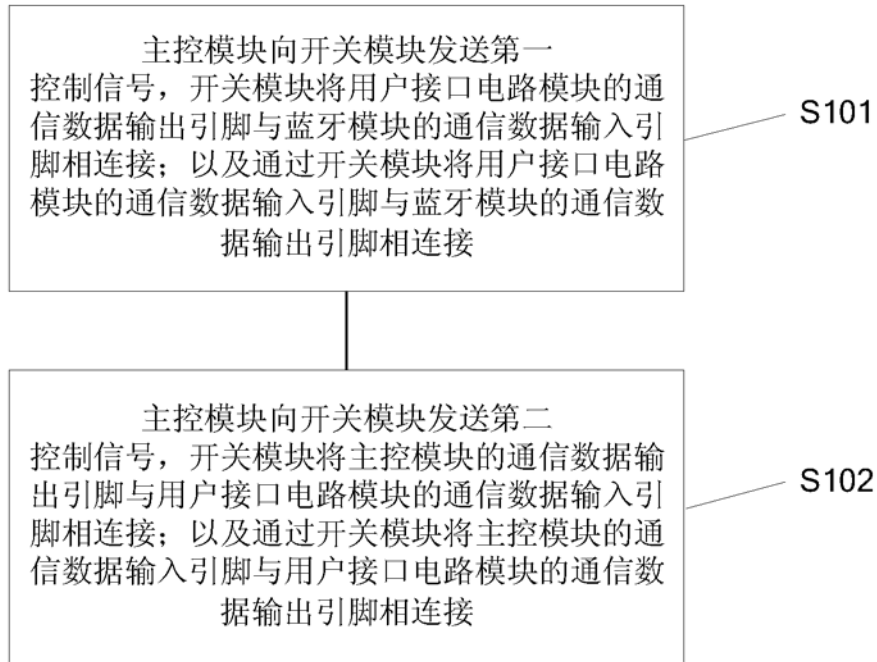 主控模块向开关模块发送第一
控制信号，开关模块将用户接口电路模块的通
信数据输出引脚与蓝牙模块的通信数据输入引
脚相连接；以及通过开关模块将用户接口电路
模块的通信数据输入引脚与蓝牙模块的通信数
据输出引脚相连接
S101
主控模块向开关模块发送第二
控制信号，开关模块将主控模块的通信数据输
出引脚与用户接口电路模块的通信数据输入引
脚相连接；以及通过开关模块将主控模块的通
信数据输入引脚与用户接口电路模块的通信数
据输出引脚相连接
S102